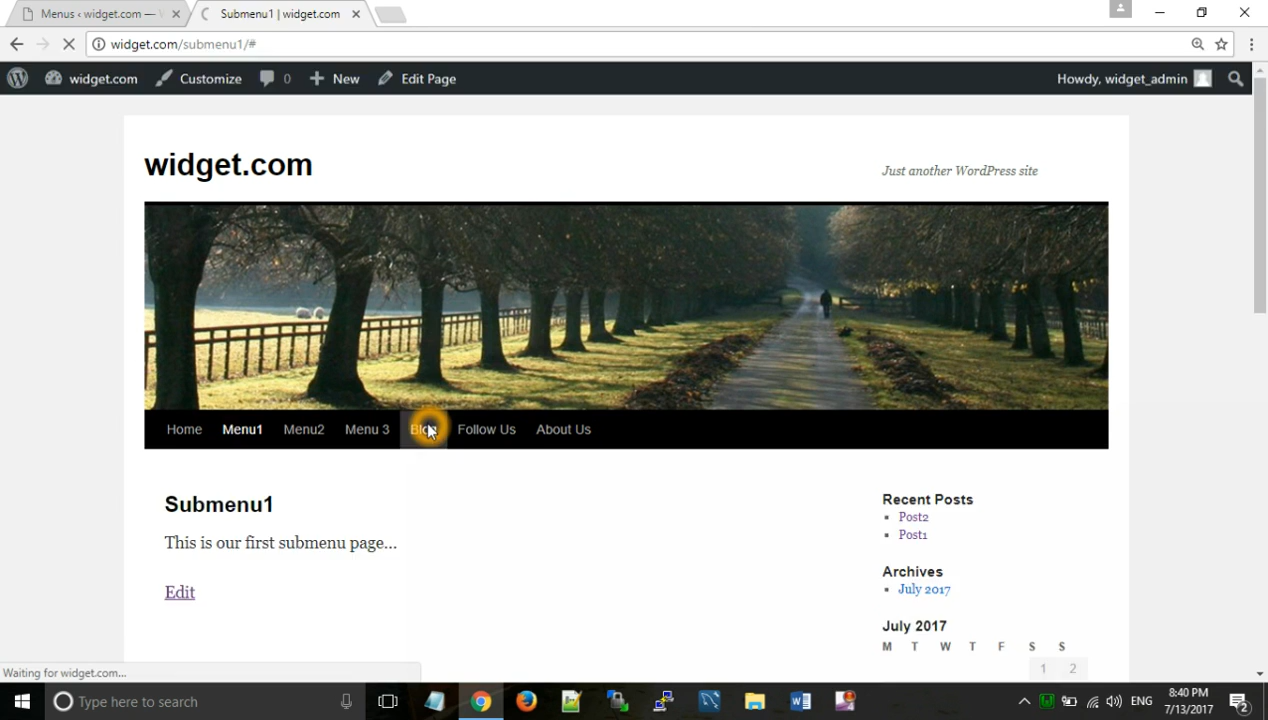 Menus ‹ widget.com —
Submenu1 | widget.com
widget.com/submenu1/#
widget.com
Customize
0
New
Edit Page
Howdy, widget_admin
widget.com
Just another WordPress site
Home
Menu1
Menu2
Menu 3
Blog
Follow Us
About Us
Submenu1
This is our first submenu page...
Edit
Recent Posts
Post2
Post1
Archives
July 2017
July 2017
M T W T F S S
1 2
Waiting for widget.com...
Type here to search
ENG
8:40 PM
7/13/2017
2